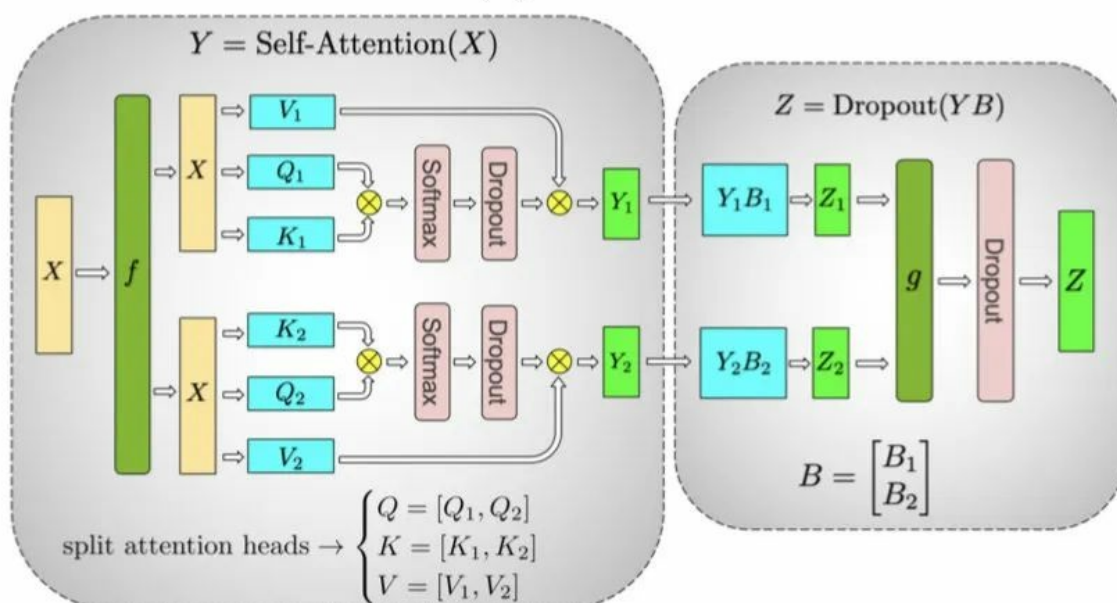 Y = Self-Attention(X)
Z = Dropout(Y B)
X
f
X
V₁
Q₁
K₁
Softmax
Dropout
Y₁
Y₁B₁
Z₁
X
K₂
Q₂
V₂
Softmax
Dropout
Y₂
Y₂B₂
Z₂
g
Dropout
Z
split attention heads → { Q = [Q₁, Q₂]
K = [K₁, K₂]
V = [V₁, V₂]
B = [B₁
B₂]